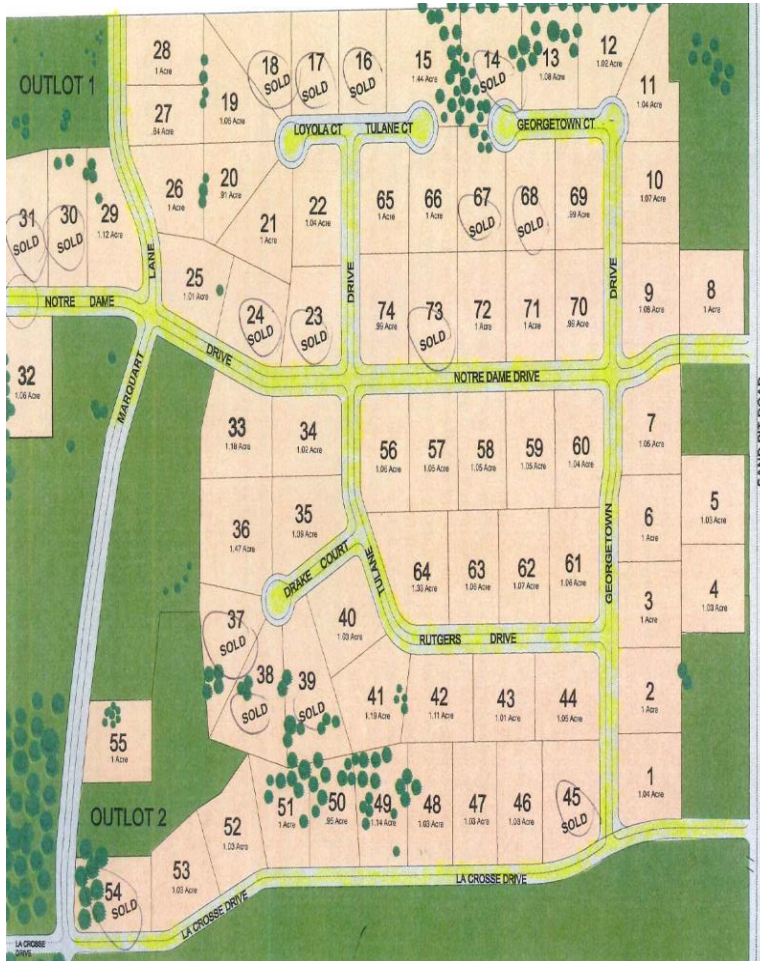 OUTLOT 1
28
1 Acre
27
.84 Acre
19
1.06 Acre
18
SOLD
17
SOLD
16
SOLD
15
1.44 Acre
14
SOLD
13
1.08 Acre
12
1.02 Acre
11
1.04 Acre
LOYOLA CT
TULANE CT
GEORGETOWN CT
31
SOLD
30
SOLD
29
1.12 Acre
26
1 Acre
20
.91 Acre
21
1 Acre
22
1.04 Acre
65
1 Acre
66
1 Acre
67
SOLD
68
SOLD
69
.99 Acre
10
LANE
25
1.01 Acre
24
SOLD
23
SOLD
DRIVE
74
.99 Acre
73
SOLD
72
1 Acre
71
1 Acre
70
.99 Acre
DRIVE
9
1.05 Acre
8
1 Acre
NOTRE DAME
DRIVE
NOTRE DAME DRIVE
SAND PIT ROAD
32
1.06 Acre
MARQUART
33
1.18 Acre
34
1.02 Acre
56
1.06 Acre
57
1.05 Acre
58
1.05 Acre
59
1.05 Acre
60
1.04 Acre
7
1.05 Acre
36
1.47 Acre
35
1.09 Acre
6
1 Acre
5
1.03 Acre
DRAKE COURT
TULANE
64
63
1.06 Acre
62
1.07 Acre
61
1.06 Acre
GEORGETOWN
3
1 Acre
4
1.03 Acre
37
SOLD
40
1.03 Acre
RUTGERS DRIVE
38
SOLD
39
SOLD
41
1.19 Acre
42
1.11 Acre
43
1.01 Acre
44
1.05 Acre
2
1 Acre
55
1 Acre
OUTLOT 2
52
1.03 Acre
51
1 Acre
50
.95 Acre
49
1.14 Acre
48
1.03 Acre
47
1.03 Acre
46
1.03 Acre
45
SOLD
1
1.04 Acre
54
SOLD
53
1.03 Acre
LA CROSSE DRIVE
LA CROSSE DRIVE
LA CROSSE
DRIVE